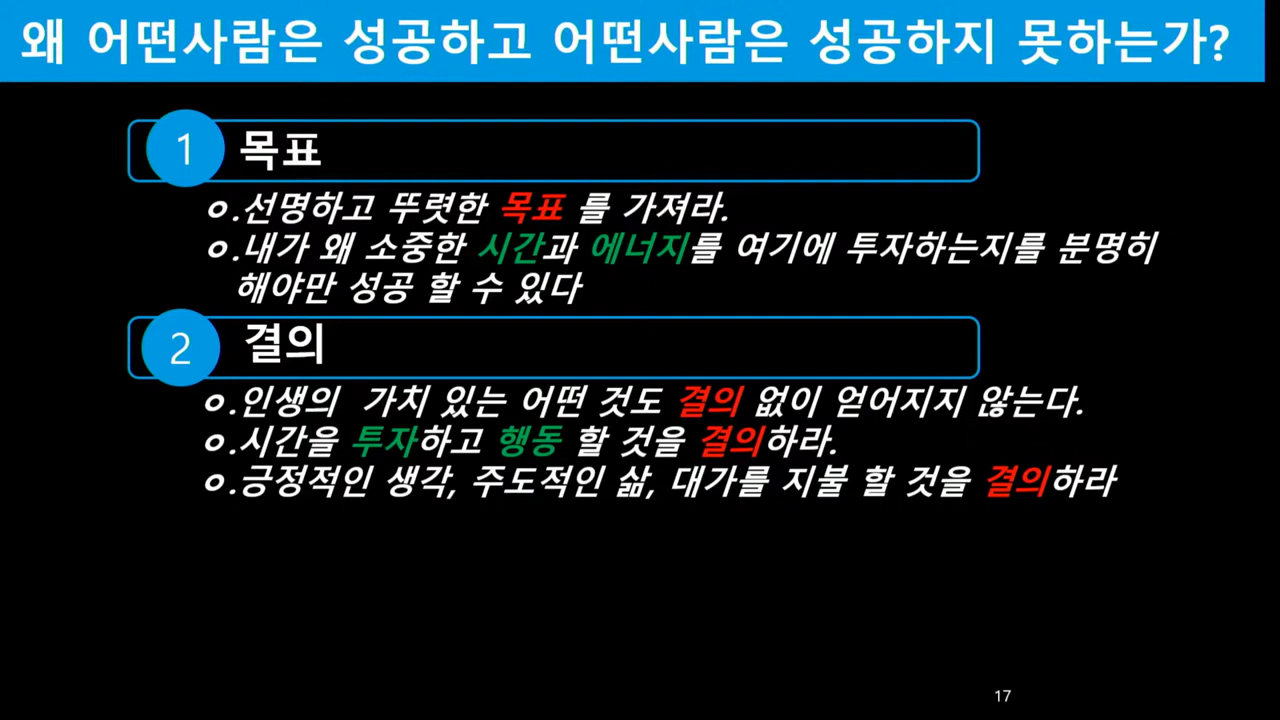 왜 어떤사람은 성공하고 어떤사람은 성공하지 못하는가?
1 목표
ㅇ.선명하고 뚜렷한 목표 를 가져라.
ㅇ.내가 왜 소중한 시간과 에너지를 여기에 투자하는지를 분명히
해야만 성공 할 수 있다
2 결의
ㅇ.인생의  가치 있는 어떤 것도 결의 없이 얻어지지 않는다.
ㅇ.시간을 투자하고 행동 할 것을 결의하라.
ㅇ.긍정적인 생각, 주도적인 삶, 대가를 지불 할 것을 결의하라
17